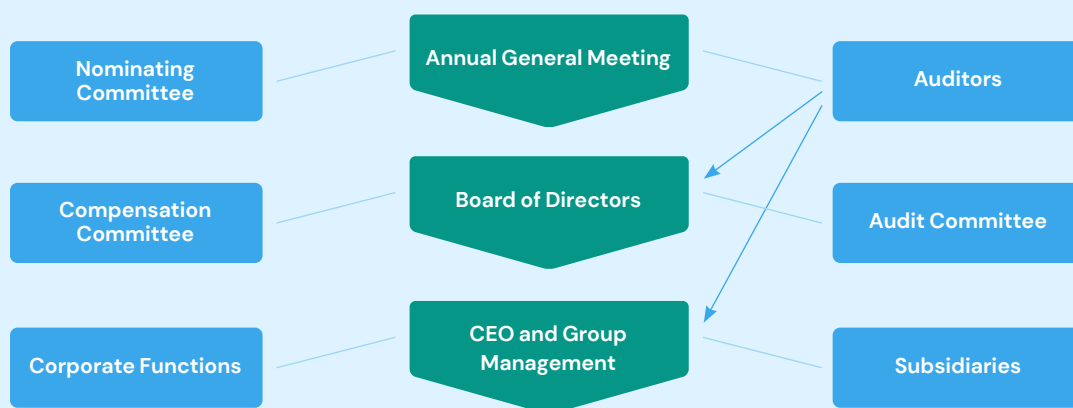 Nominating
Committee
Annual General Meeting
Auditors
Compensation
Committee
Board of Directors
Audit Committee
Corporate Functions
CEO and Group
Management
Subsidiaries